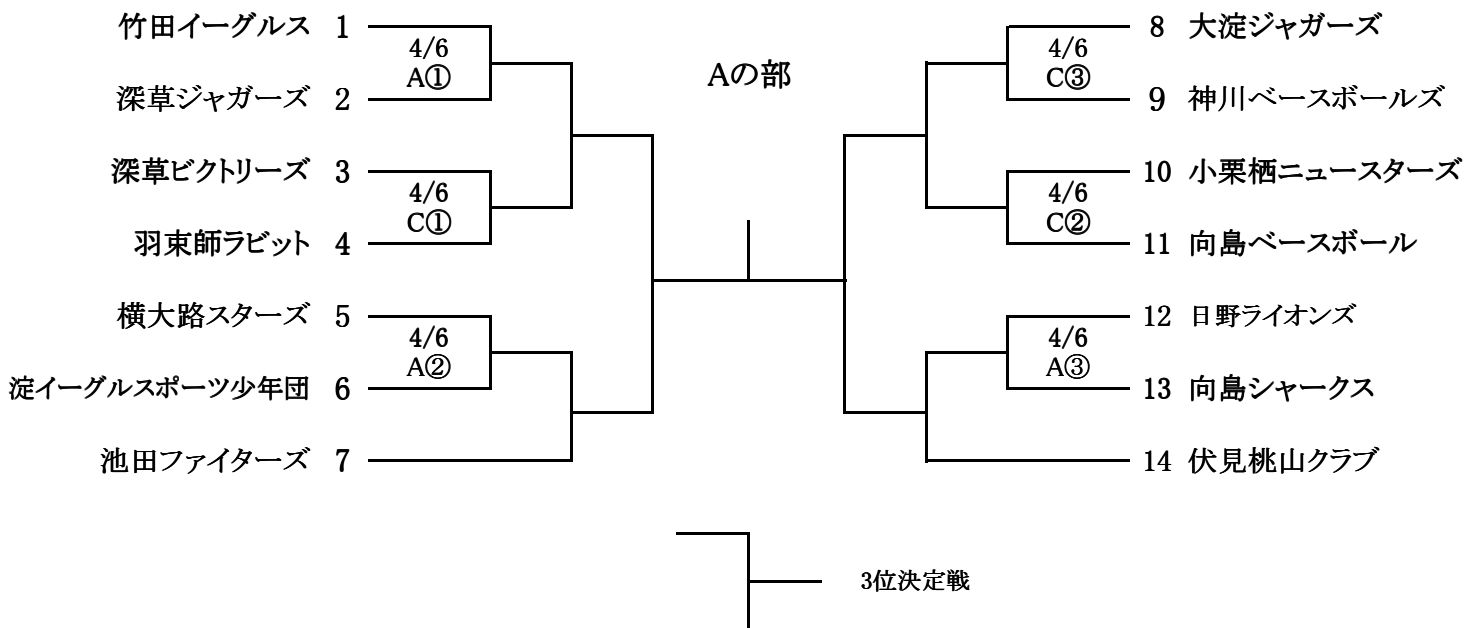 Aの部
竹田イーグルス 1
4/6
A①
深草ジャガーズ 2
深草ビクトリーズ 3
4/6
C①
羽束師ラビット 4
横大路スターズ 5
4/6
A②
淀イーグルスポーツ少年団 6
池田ファイターズ 7
8 大淀ジャガーズ
4/6
C③
9 神川ベースボールズ
10 小栗栖ニュースターズ
4/6
C②
11 向島ベースボール
12 日野ライオンズ
4/6
A③
13 向島シャークス
14 伏見桃山クラブ
3位決定戦